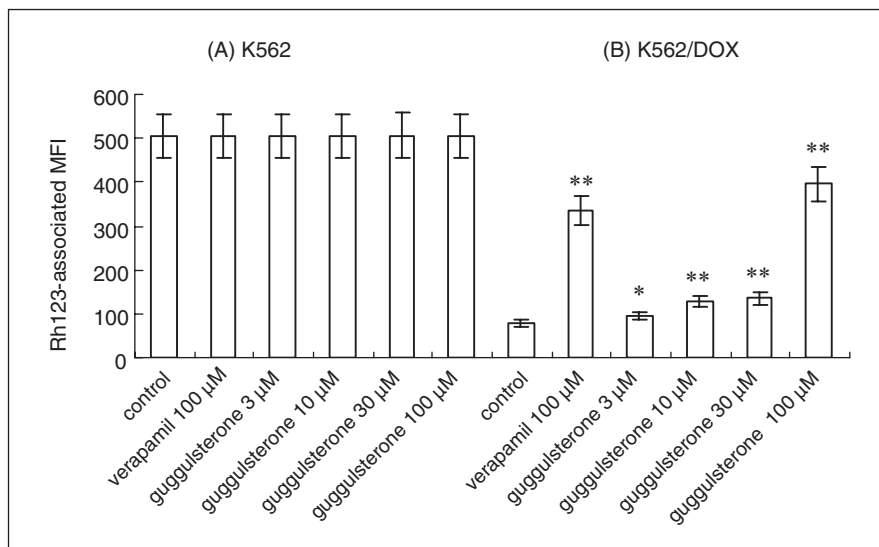 (A) K562
(B) K562/DOX
Rh123-associated MFI
600
500
400
300
200
100
0
**
*
**
**
**
control
verapamil 100 µM
guggulsterone 3 µM
guggulsterone 10 µM
guggulsterone 30 µM
guggulsterone 100 µM
control
verapamil 100 µM
guggulsterone 3 µM
guggulsterone 10 µM
guggulsterone 30 µM
guggulsterone 100 µM